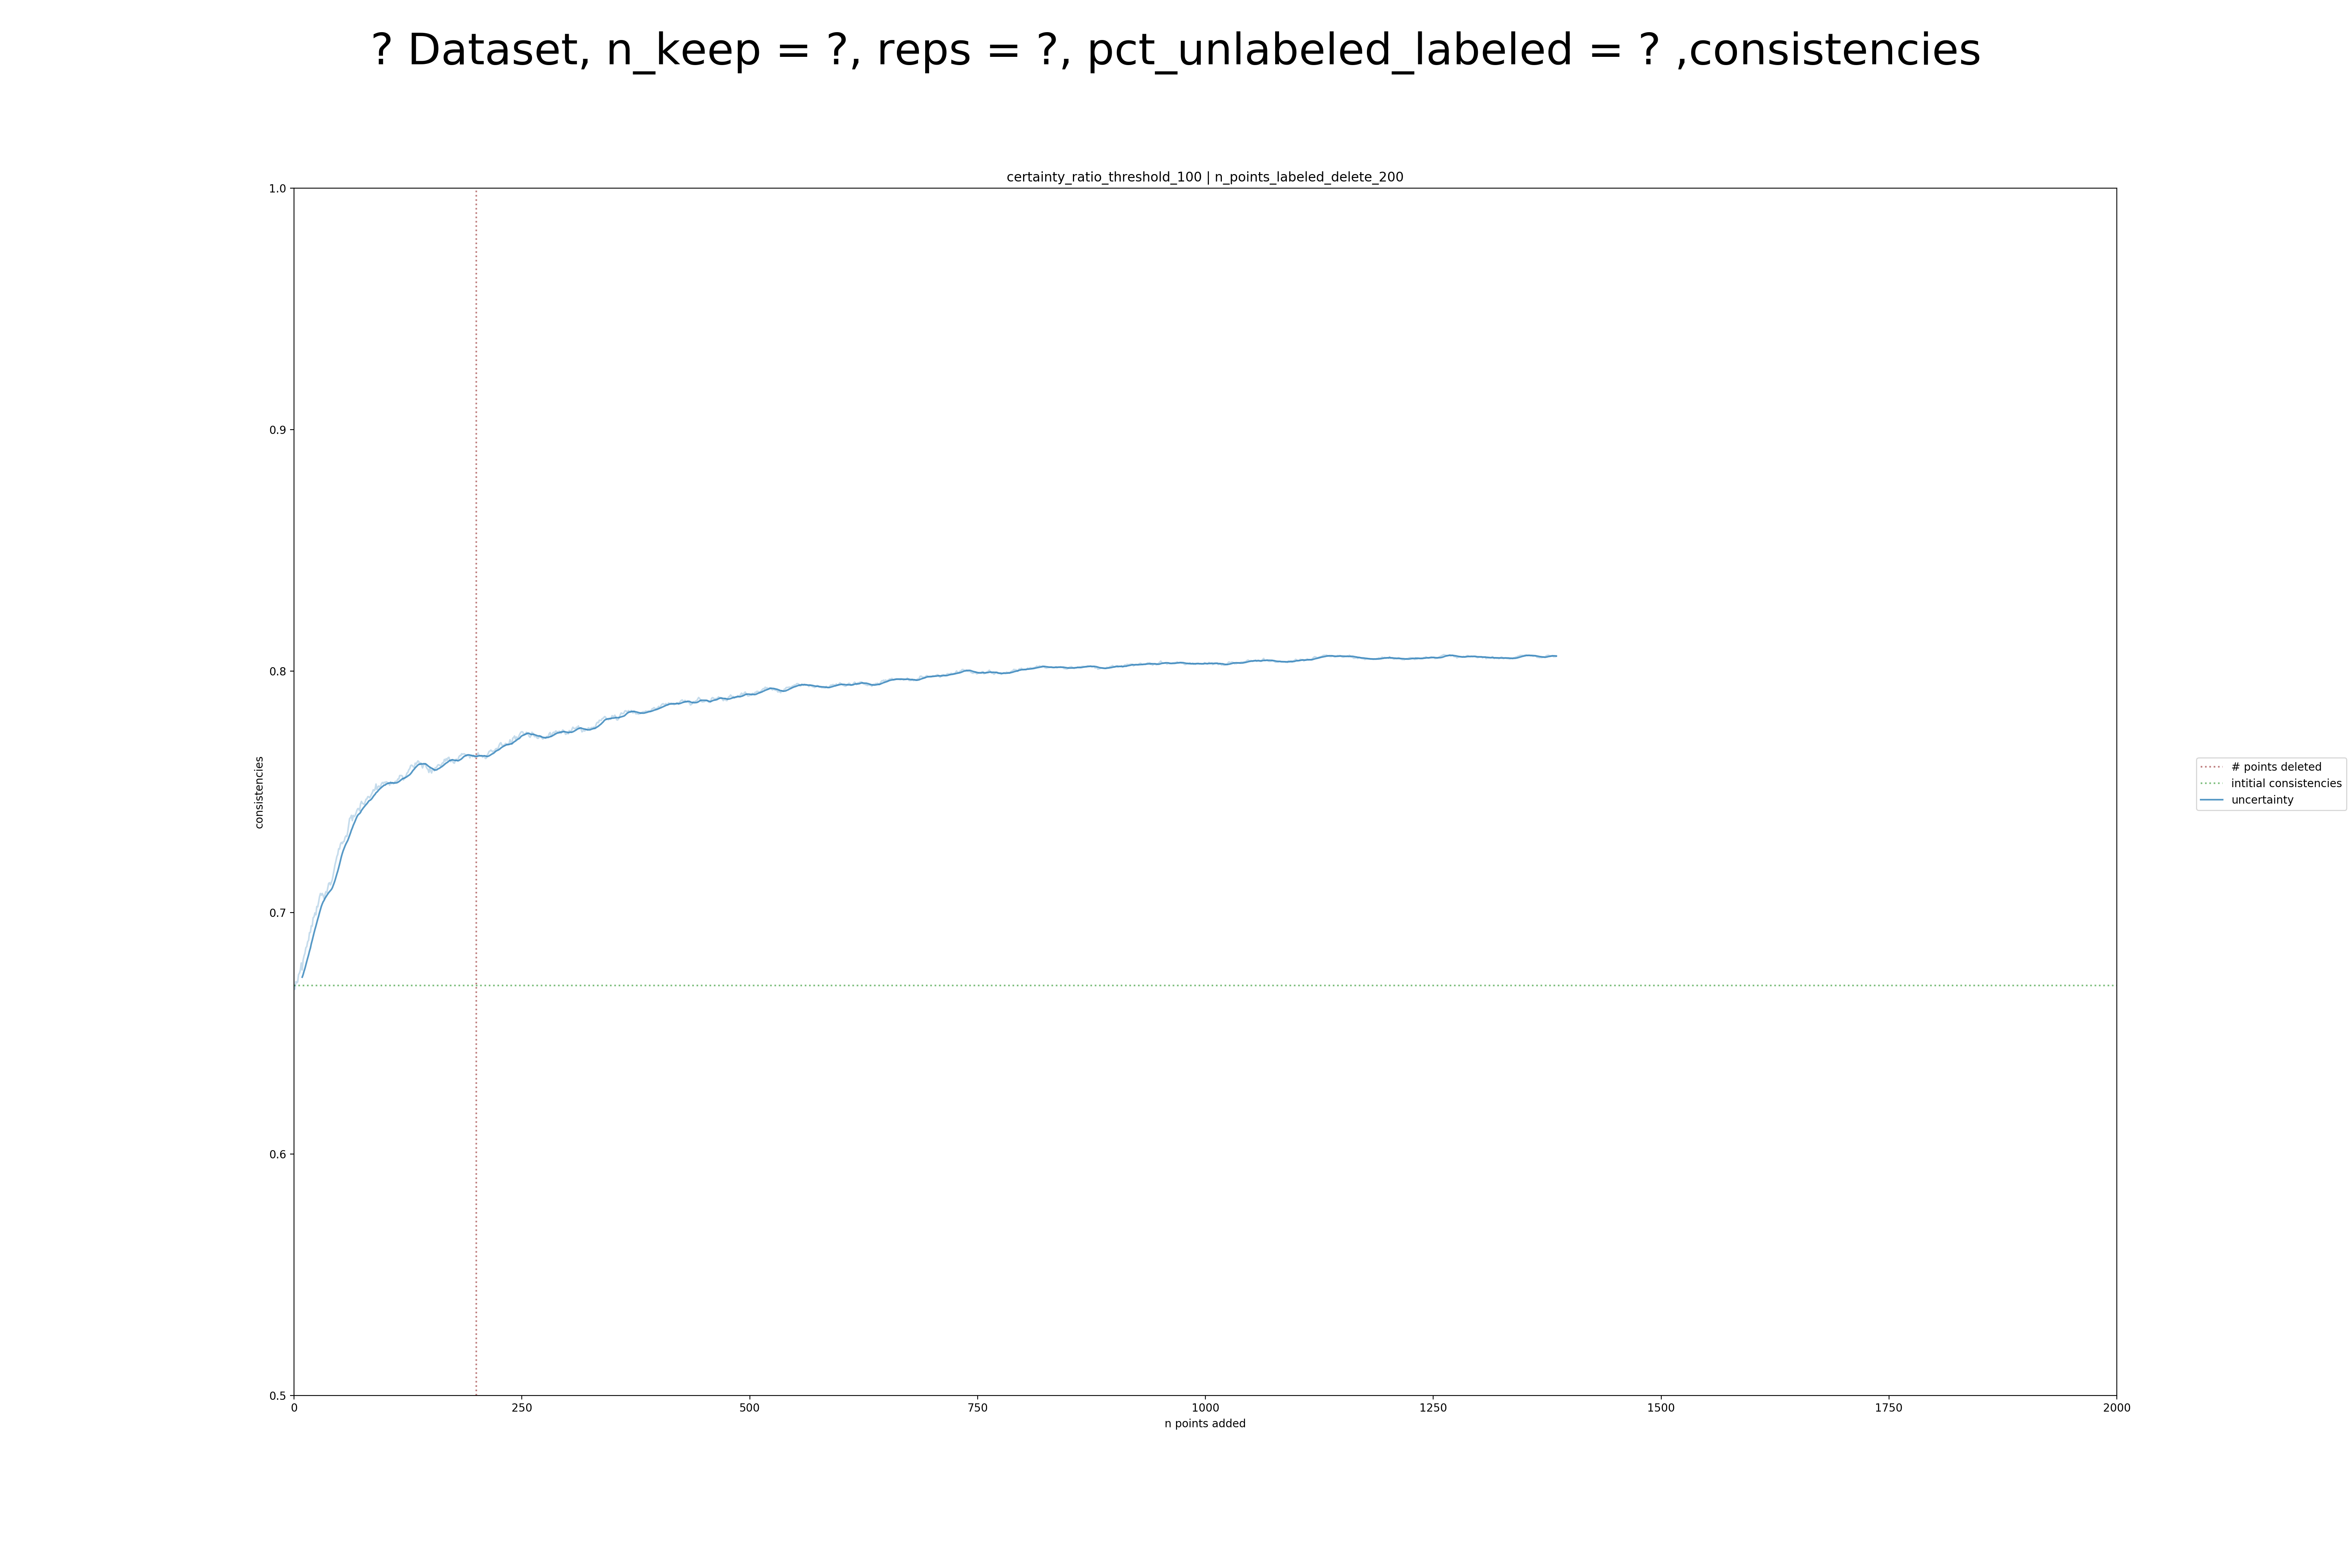 ? Dataset, n_keep = ?, reps = ?, pct_unlabeled_labeled = ? ,consistencies
certainty_ratio_threshold_100 | n_points_labeled_delete_200
1.0
0.9
0.8
0.7
0.6
0.5
consistencies
0 250 500 750 1000 1250 1500 1750 2000
n points added
# points deleted
intitial consistencies
uncertainty